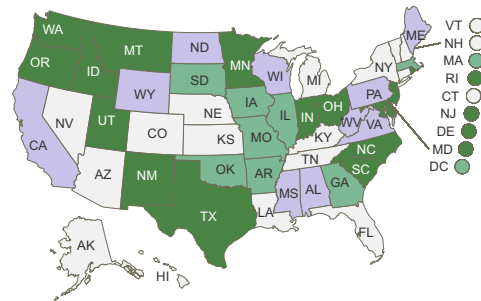 ME
VT
WA
NH
MT
ND
MN
OR
MA
ID
WI
NY
SD
MI
RI
WY
PA
CT
IA
OH
NE
NJ
IL
IN
NV
UT
DE
WV
CO
VA
CA
KS
MO
KY
MD
NC
TN
DC
OK
AR
SC
AZ
NM
MS
AL
GA
TX
LA
FL
AK
HI